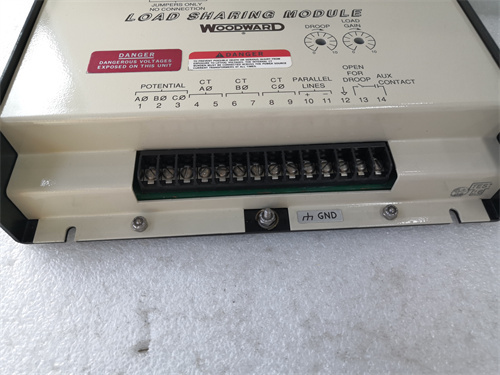 JUMPERS ONLY
NO CONNECTION
LOAD SHARING MODULE
WOODWARD
DROOP
LOAD
GAIN
DANGER
DANGEROUS VOLTAGES
EXPOSED ON THIS UNIT
DANGER
OPEN
FOR
DROOP
AUX
CONTACT
POTENTIAL
CT
AØ
CT
BØ
CT
CØ
PARALLEL
LINES
AØ BØ CØ
+ −
1 2 3 4 5 6 7 8 9 10 11 12 13 14
GND